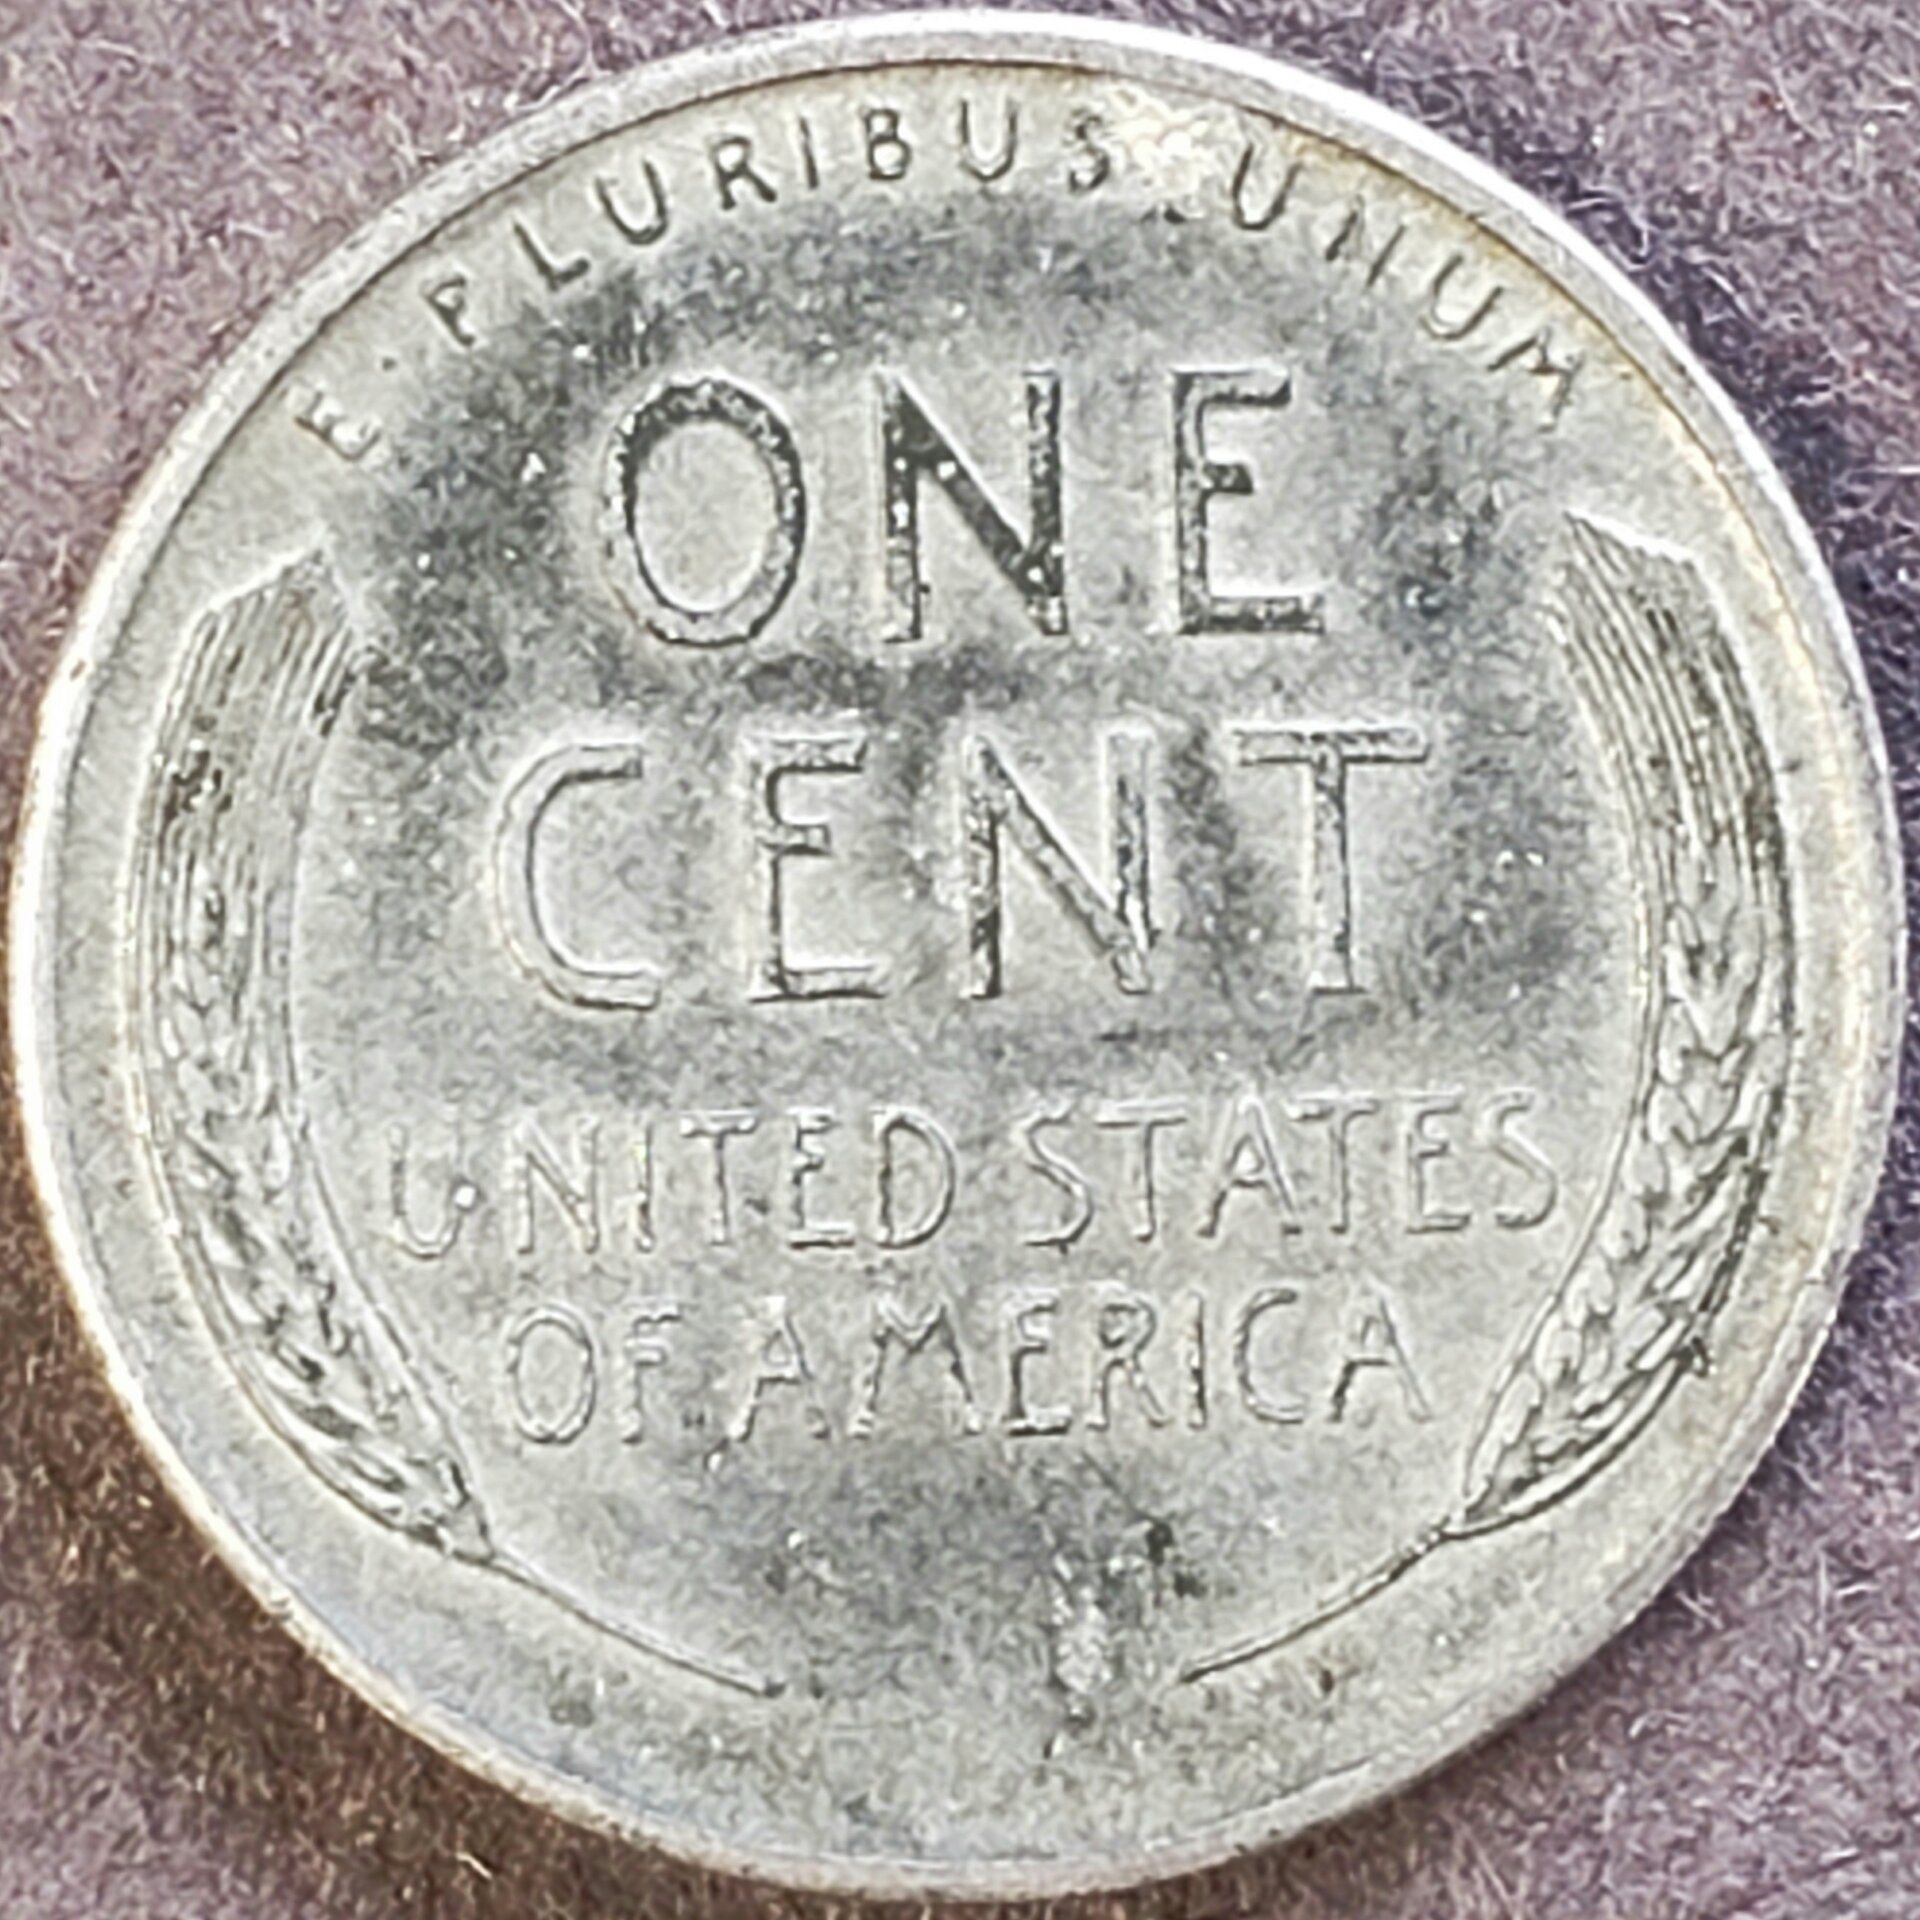 E · PLURIBUS UNUM
ONE
CENT
UNITED STATES
OF AMERICA